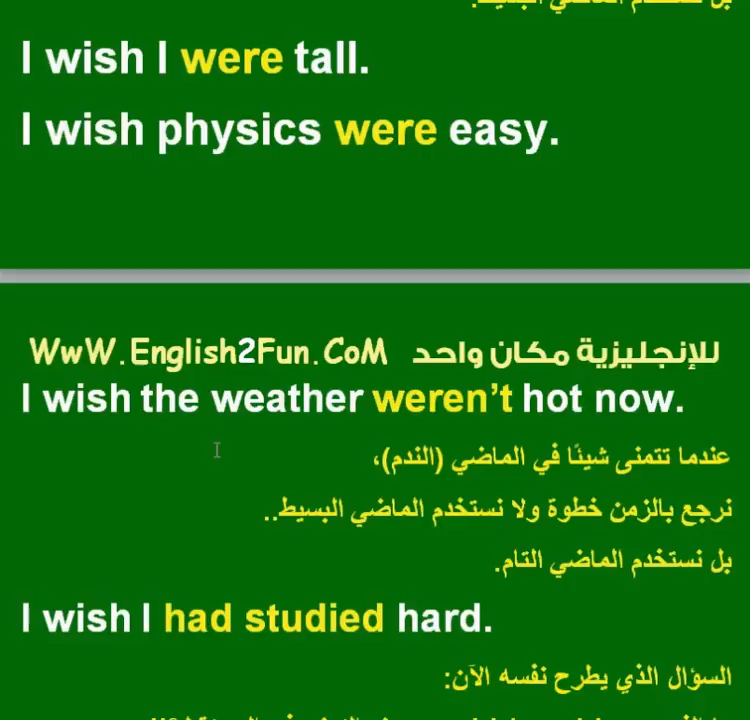 I wish I were tall.
I wish physics were easy.
للإنجليزية مكان واحد WwW.English2Fun.CoM
I wish the weather weren't hot now.
عندما تتمنى شيئًا في الماضي (الندم)،
نرجع بالزمن خطوة ولا نستخدم الماضي البسيط..
بل نستخدم الماضي التام.
I wish I had studied hard.
السؤال الذي يطرح نفسه الآن: